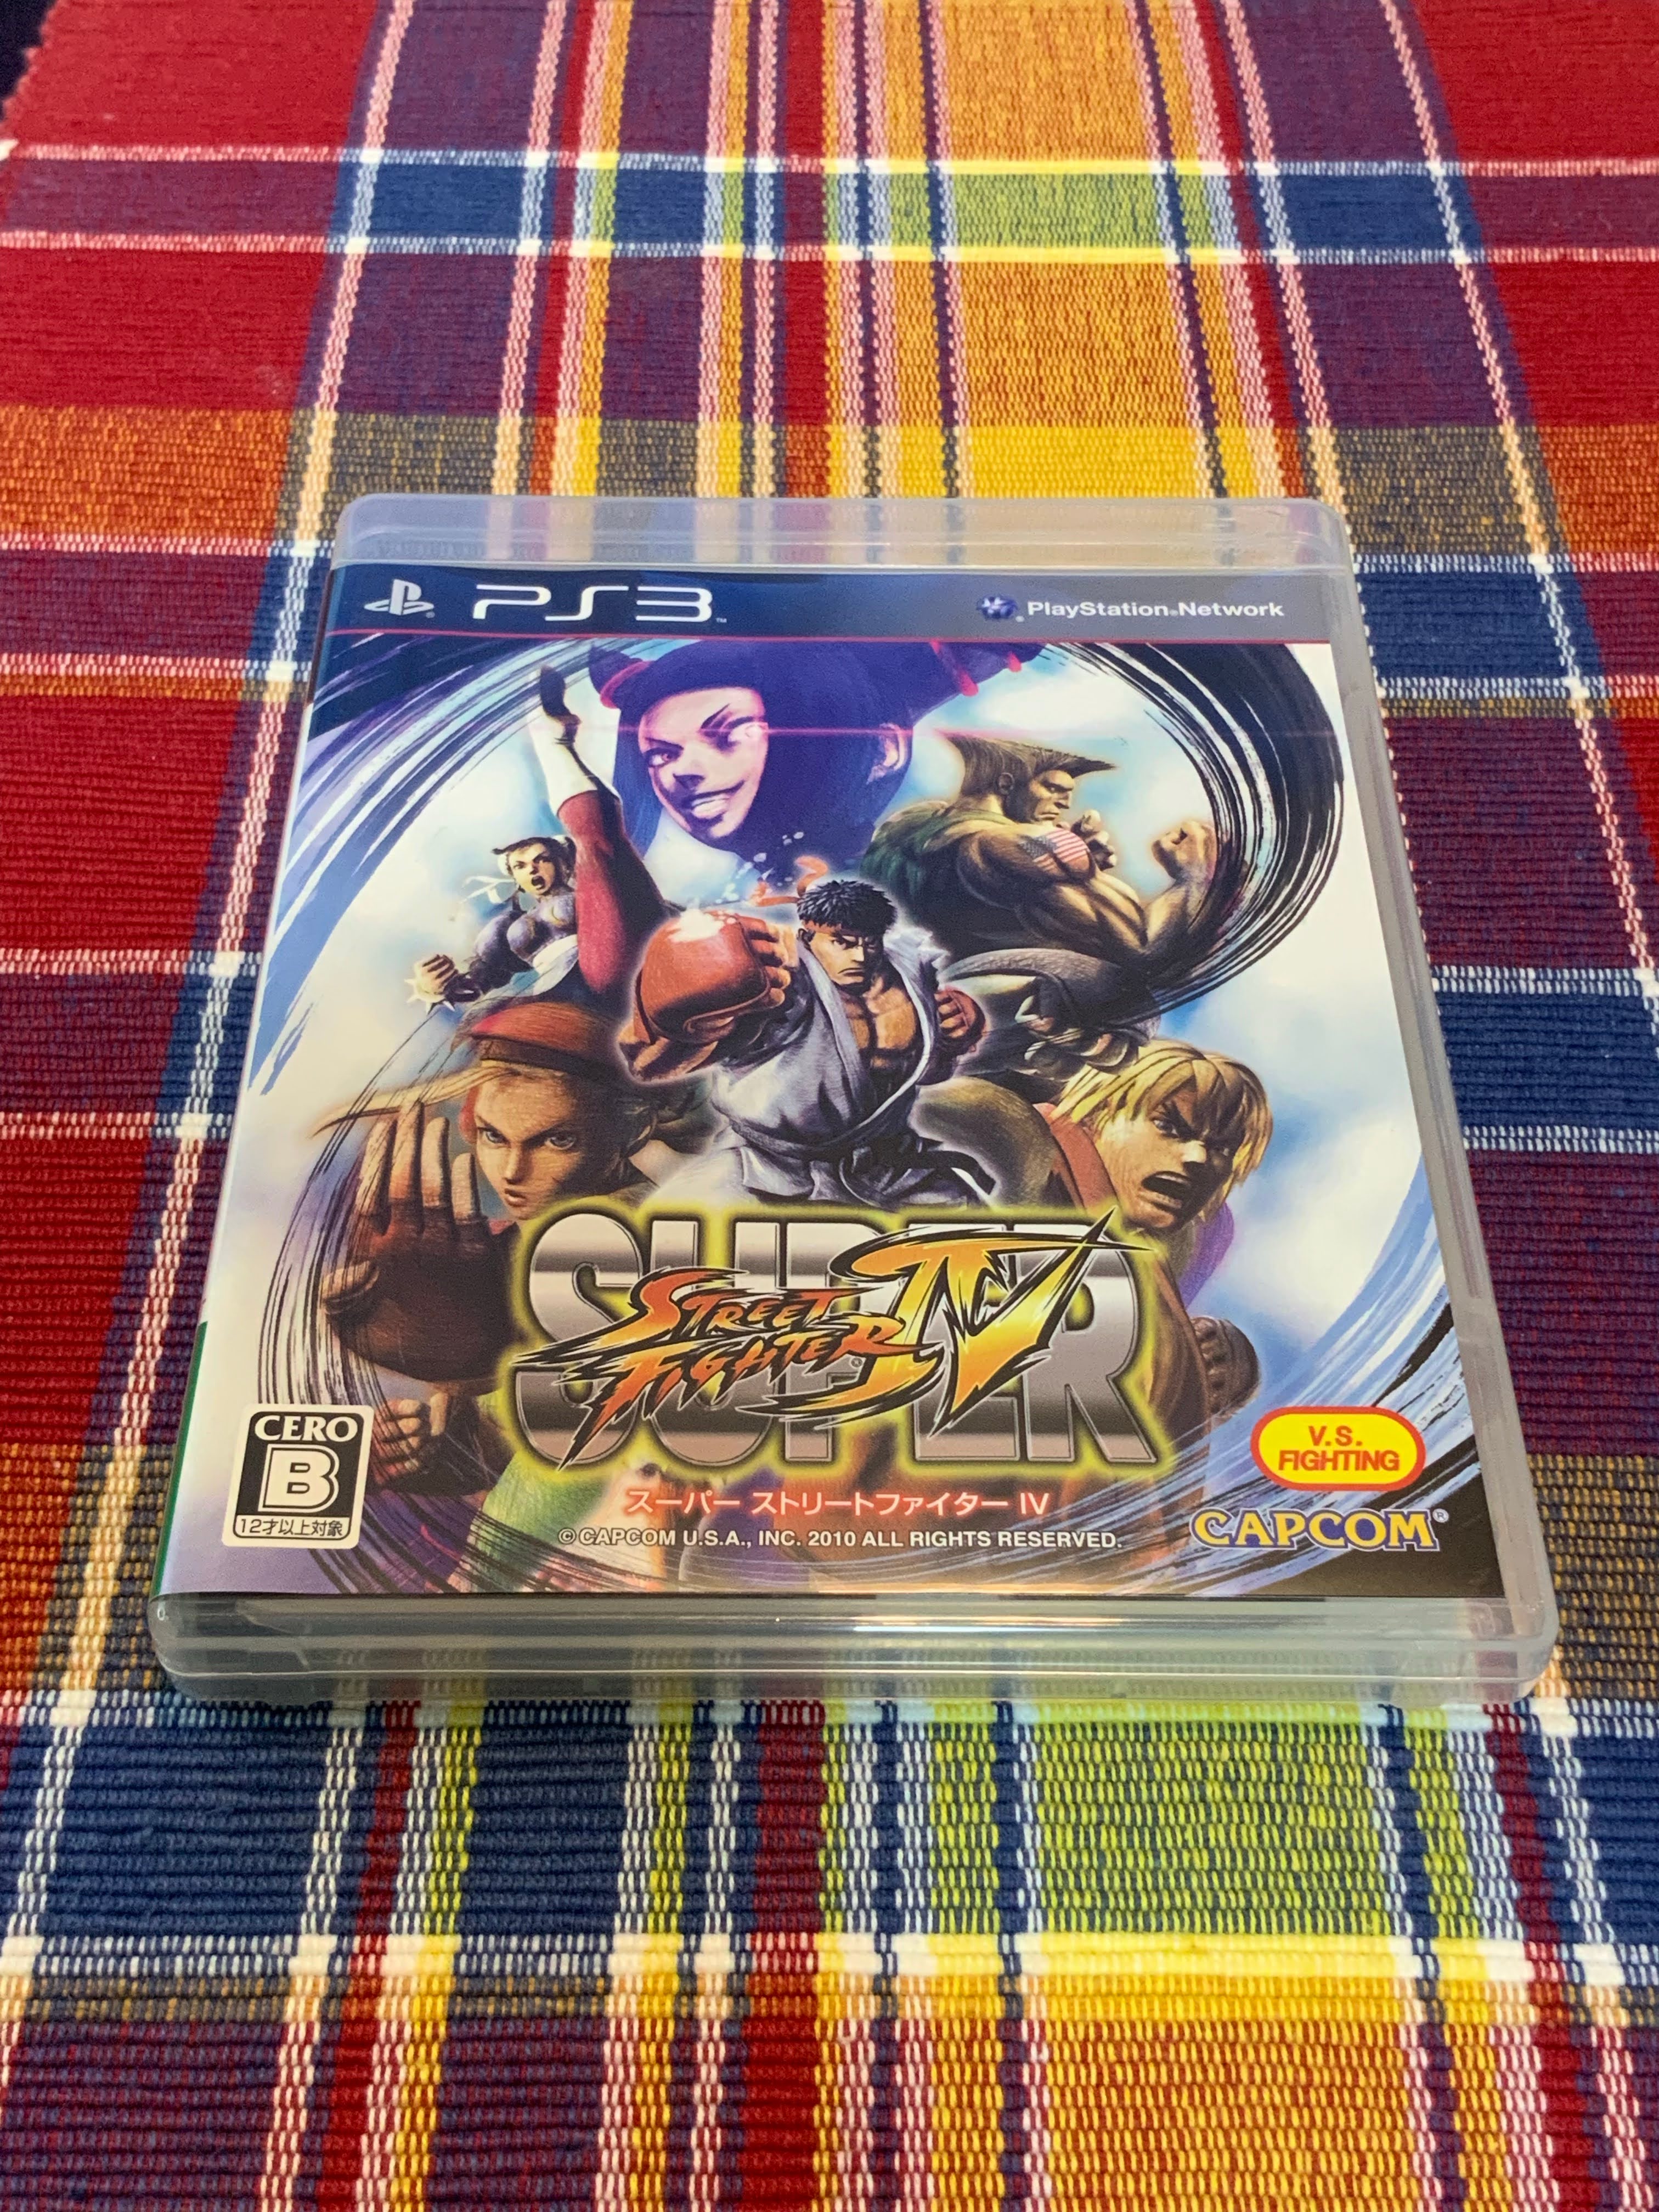 PS3™
PlayStation®Network
SUPER
STREET
FIGHTER IV
CERO
B
12才以上対象
V.S.
FIGHTING
スーパー ストリートファイター IV
© CAPCOM U.S.A., INC. 2010 ALL RIGHTS RESERVED.
CAPCOM®